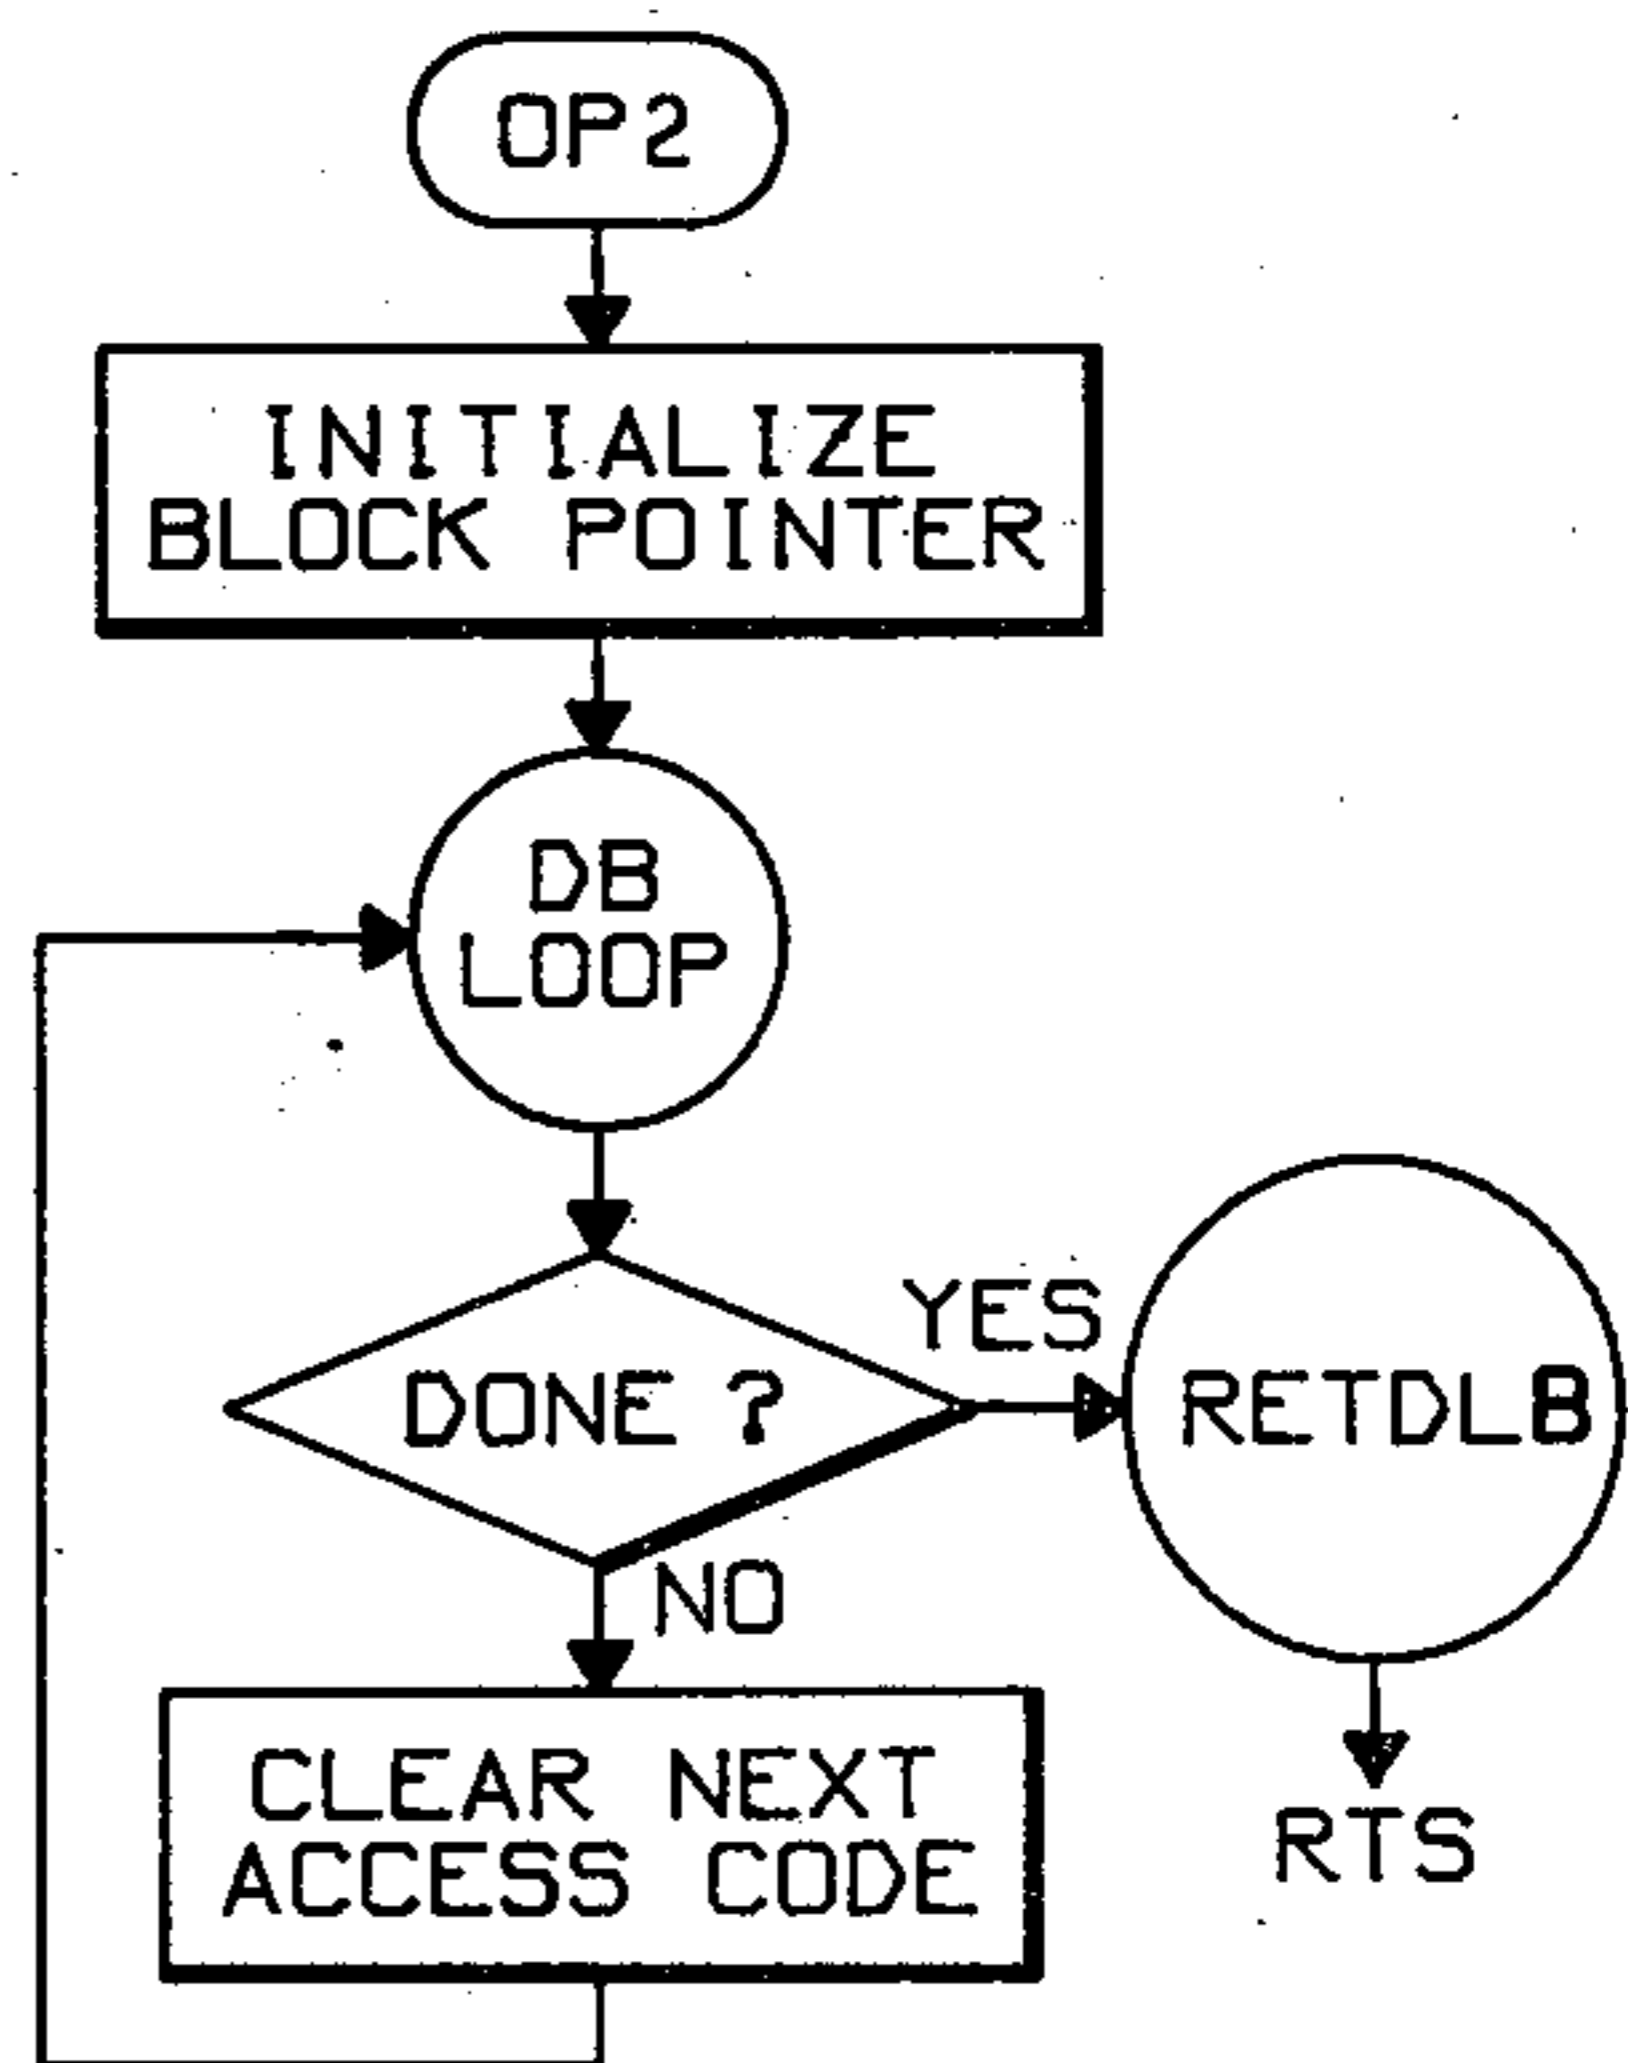 OP2
INITIALIZE
BLOCK POINTER
DB
LOOP
DONE ?
YES
RETDLB
NO
CLEAR NEXT
ACCESS CODE
RTS